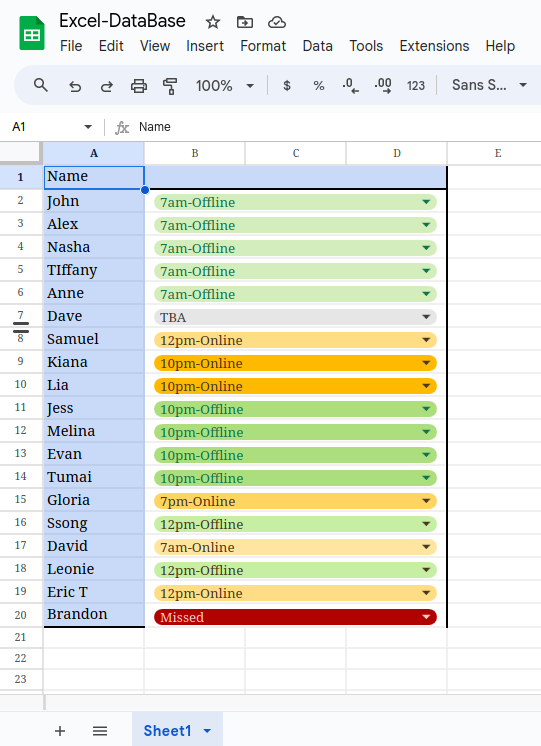 Excel-DataBase
File Edit View Insert Format Data Tools Extensions Help
100% $ % .0 .00 123 Sans S...
A1 fx Name
A B C D E
1 Name
2 John 7am-Offline
3 Alex 7am-Offline
4 Nasha 7am-Offline
5 TIffany 7am-Offline
6 Anne 7am-Offline
7 Dave TBA
8 Samuel 12pm-Online
9 Kiana 10pm-Online
10 Lia 10pm-Online
11 Jess 10pm-Offline
12 Melina 10pm-Offline
13 Evan 10pm-Offline
14 Tumai 10pm-Offline
15 Gloria 7pm-Online
16 Ssong 12pm-Offline
17 David 7am-Online
18 Leonie 12pm-Offline
19 Eric T 12pm-Online
20 Brandon Missed
21
22
23
Sheet1